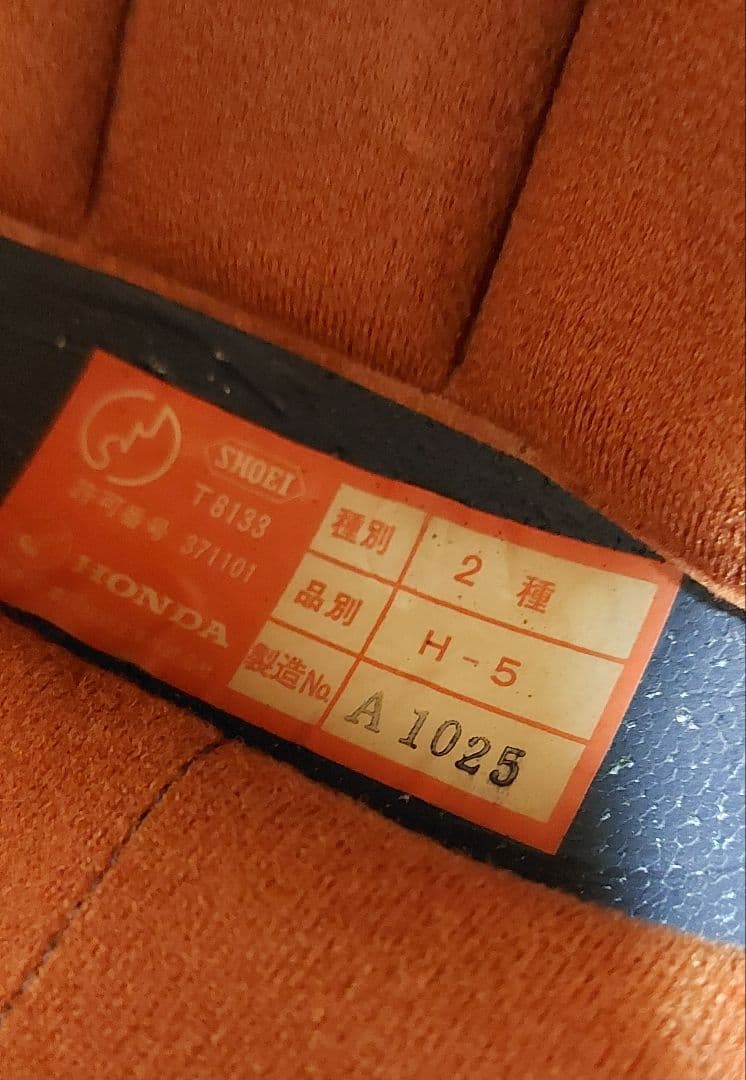 SHOEI
T8133
許可番号 371101
HONDA
種別 2種
品別 H-5
製造No. A 1025